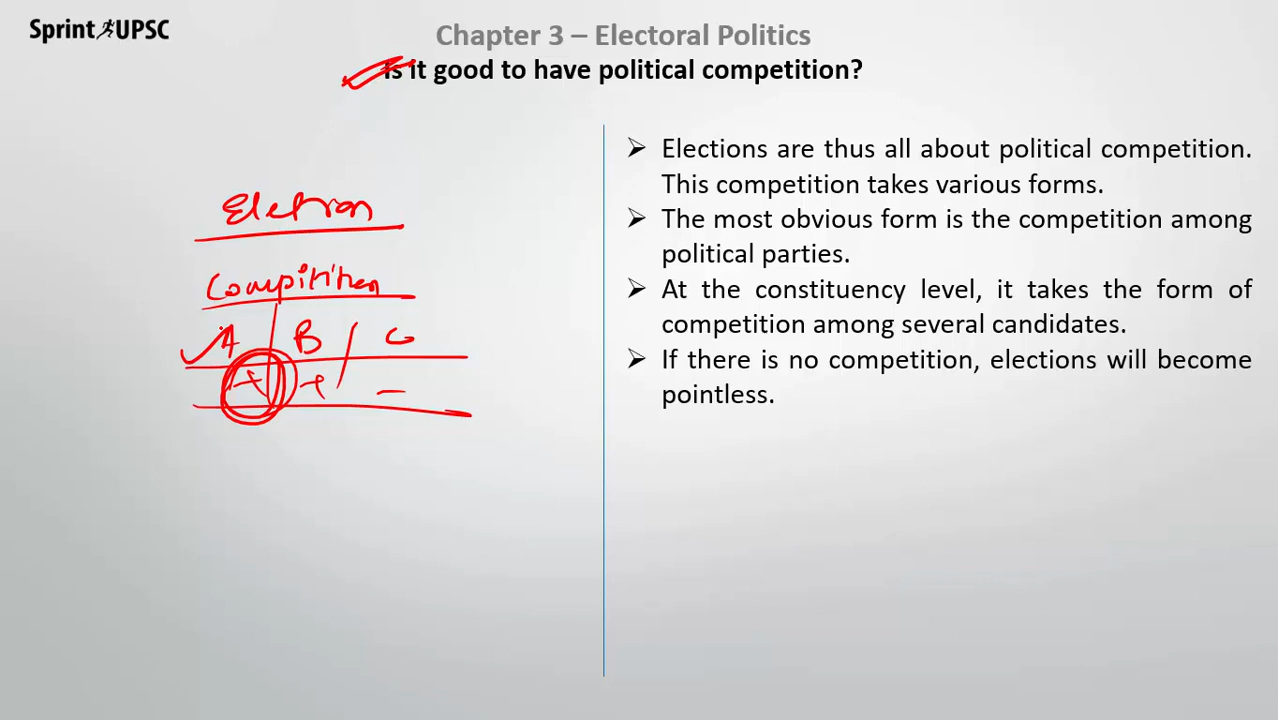 Sprint UPSC
Chapter 3 – Electoral Politics
Is it good to have political competition?
Eletron
Compitition
A B C
+ + –
➢ Elections are thus all about political competition.
This competition takes various forms.
➢ The most obvious form is the competition among
political parties.
➢ At the constituency level, it takes the form of
competition among several candidates.
➢ If there is no competition, elections will become
pointless.